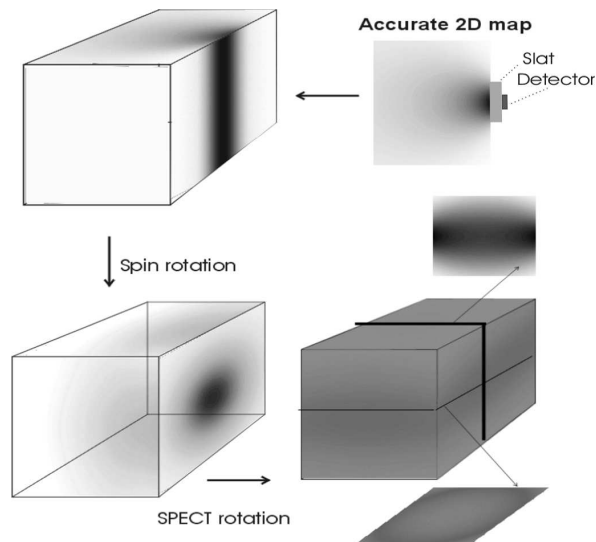 Accurate 2D map
Slat
Detector
Spin rotation
SPECT rotation